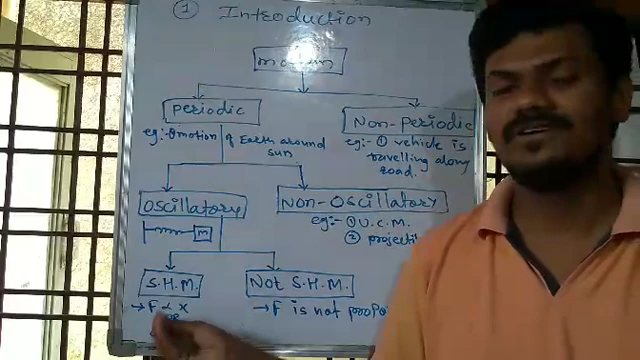 ① Introduction
Motion
Periodic
Non-Periodic
eg:- ① motion of Earth around sun
eg:- ① vehicle is
travelling along
road.
Oscillatory
Non-Oscillatory
m
eg:- ① U.C.M.
② projecti
S.H.M.
Not S.H.M.
→ F ∝ x
→ F is not propo